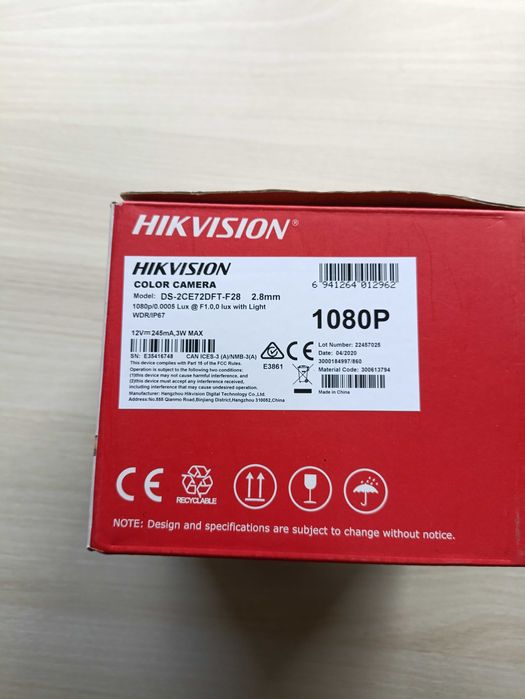 HIKVISION®
HIKVISION
COLOR CAMERA
Model: DS-2CE72DFT-F28 2.8mm
1080p/0.0005 Lux @ F1.0,0 lux with Light
WDR/IP67
12V⎓245mA,3W MAX
SN: E35416748 CAN ICES-3 (A)/NMB-3(A)
This device complies with Part 15 of the FCC Rules.
Operation is subject to the following two conditions:
(1)this device may not cause harmful interference, and
(2)this device must accept any interference received,
including interference that may cause undesired operation.
Manufacturer: Hangzhou Hikvision Digital Technology Co.,Ltd.
Address:No.555 Qianmo Road,Binjiang District,Hangzhou 310052,China
6 941264 012962
1080P
E3861
CE
Lot Number: 22457025
Date: 04/2020
3000184997/860
Material Code: 300613794
Made in China
CE
RECYCLABLE
NOTE: Design and specifications are subject to change without notice.